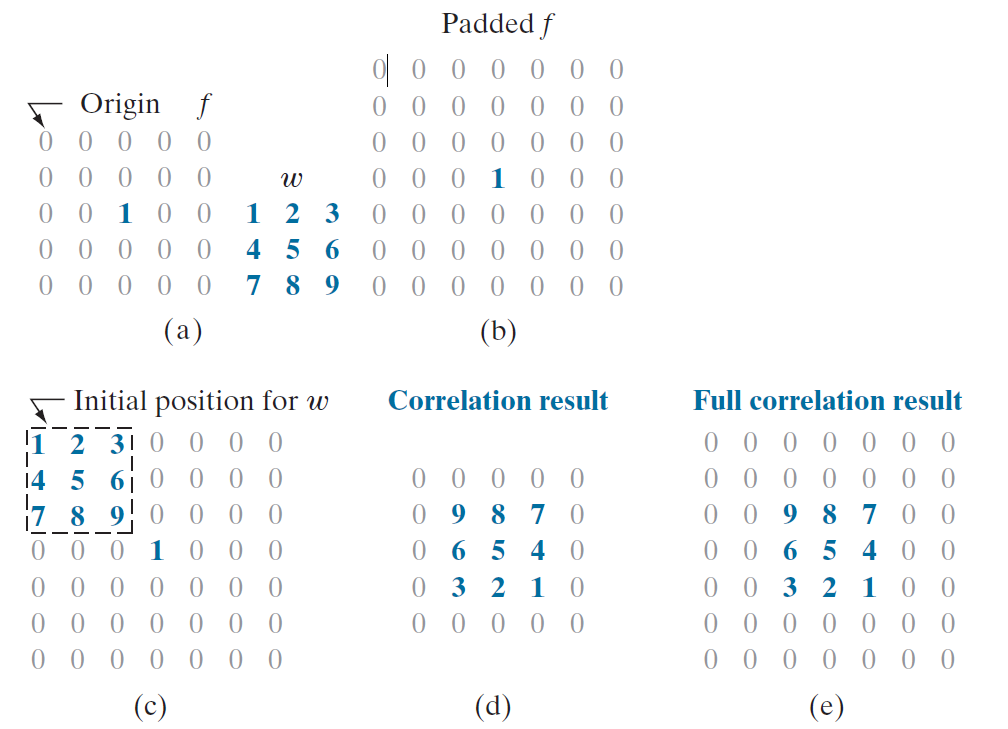 Padded f
0 0 0 0 0 0 0
0 0 0 0 0 0 0
0 0 0 0 0 0 0
0 0 0 1 0 0 0
0 0 0 0 0 0 0
0 0 0 0 0 0 0
0 0 0 0 0 0 0
(b)
Origin f
0 0 0 0 0
0 0 0 0 0
0 0 1 0 0
0 0 0 0 0
0 0 0 0 0
w
1 2 3
4 5 6
7 8 9
(a)
Initial position for w
1 2 3 0 0 0 0
4 5 6 0 0 0 0
7 8 9 0 0 0 0
0 0 0 1 0 0 0
0 0 0 0 0 0 0
0 0 0 0 0 0 0
0 0 0 0 0 0 0
(c)
Correlation result
0 0 0 0 0
0 9 8 7 0
0 6 5 4 0
0 3 2 1 0
0 0 0 0 0
(d)
Full correlation result
0 0 0 0 0 0 0
0 0 0 0 0 0 0
0 0 9 8 7 0 0
0 0 6 5 4 0 0
0 0 3 2 1 0 0
0 0 0 0 0 0 0
0 0 0 0 0 0 0
(e)